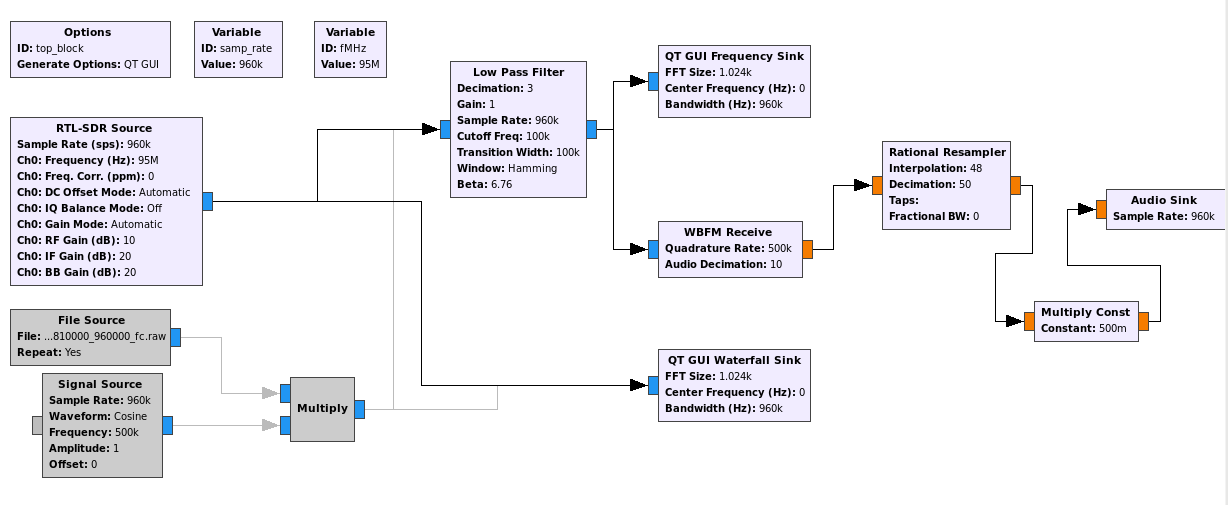 Options
ID: top_block
Generate Options: QT GUI
Variable
ID: samp_rate
Value: 960k
Variable
ID: fMHz
Value: 95M
RTL-SDR Source
Sample Rate (sps): 960k
Ch0: Frequency (Hz): 95M
Ch0: Freq. Corr. (ppm): 0
Ch0: DC Offset Mode: Automatic
Ch0: IQ Balance Mode: Off
Ch0: Gain Mode: Automatic
Ch0: RF Gain (dB): 10
Ch0: IF Gain (dB): 20
Ch0: BB Gain (dB): 20
File Source
File: ...810000_960000_fc.raw
Repeat: Yes
Signal Source
Sample Rate: 960k
Waveform: Cosine
Frequency: 500k
Amplitude: 1
Offset: 0
Multiply
Low Pass Filter
Decimation: 3
Gain: 1
Sample Rate: 960k
Cutoff Freq: 100k
Transition Width: 100k
Window: Hamming
Beta: 6.76
QT GUI Frequency Sink
FFT Size: 1.024k
Center Frequency (Hz): 0
Bandwidth (Hz): 960k
WBFM Receive
Quadrature Rate: 500k
Audio Decimation: 10
QT GUI Waterfall Sink
FFT Size: 1.024k
Center Frequency (Hz): 0
Bandwidth (Hz): 960k
Rational Resampler
Interpolation: 48
Decimation: 50
Taps:
Fractional BW: 0
Multiply Const
Constant: 500m
Audio Sink
Sample Rate: 960k